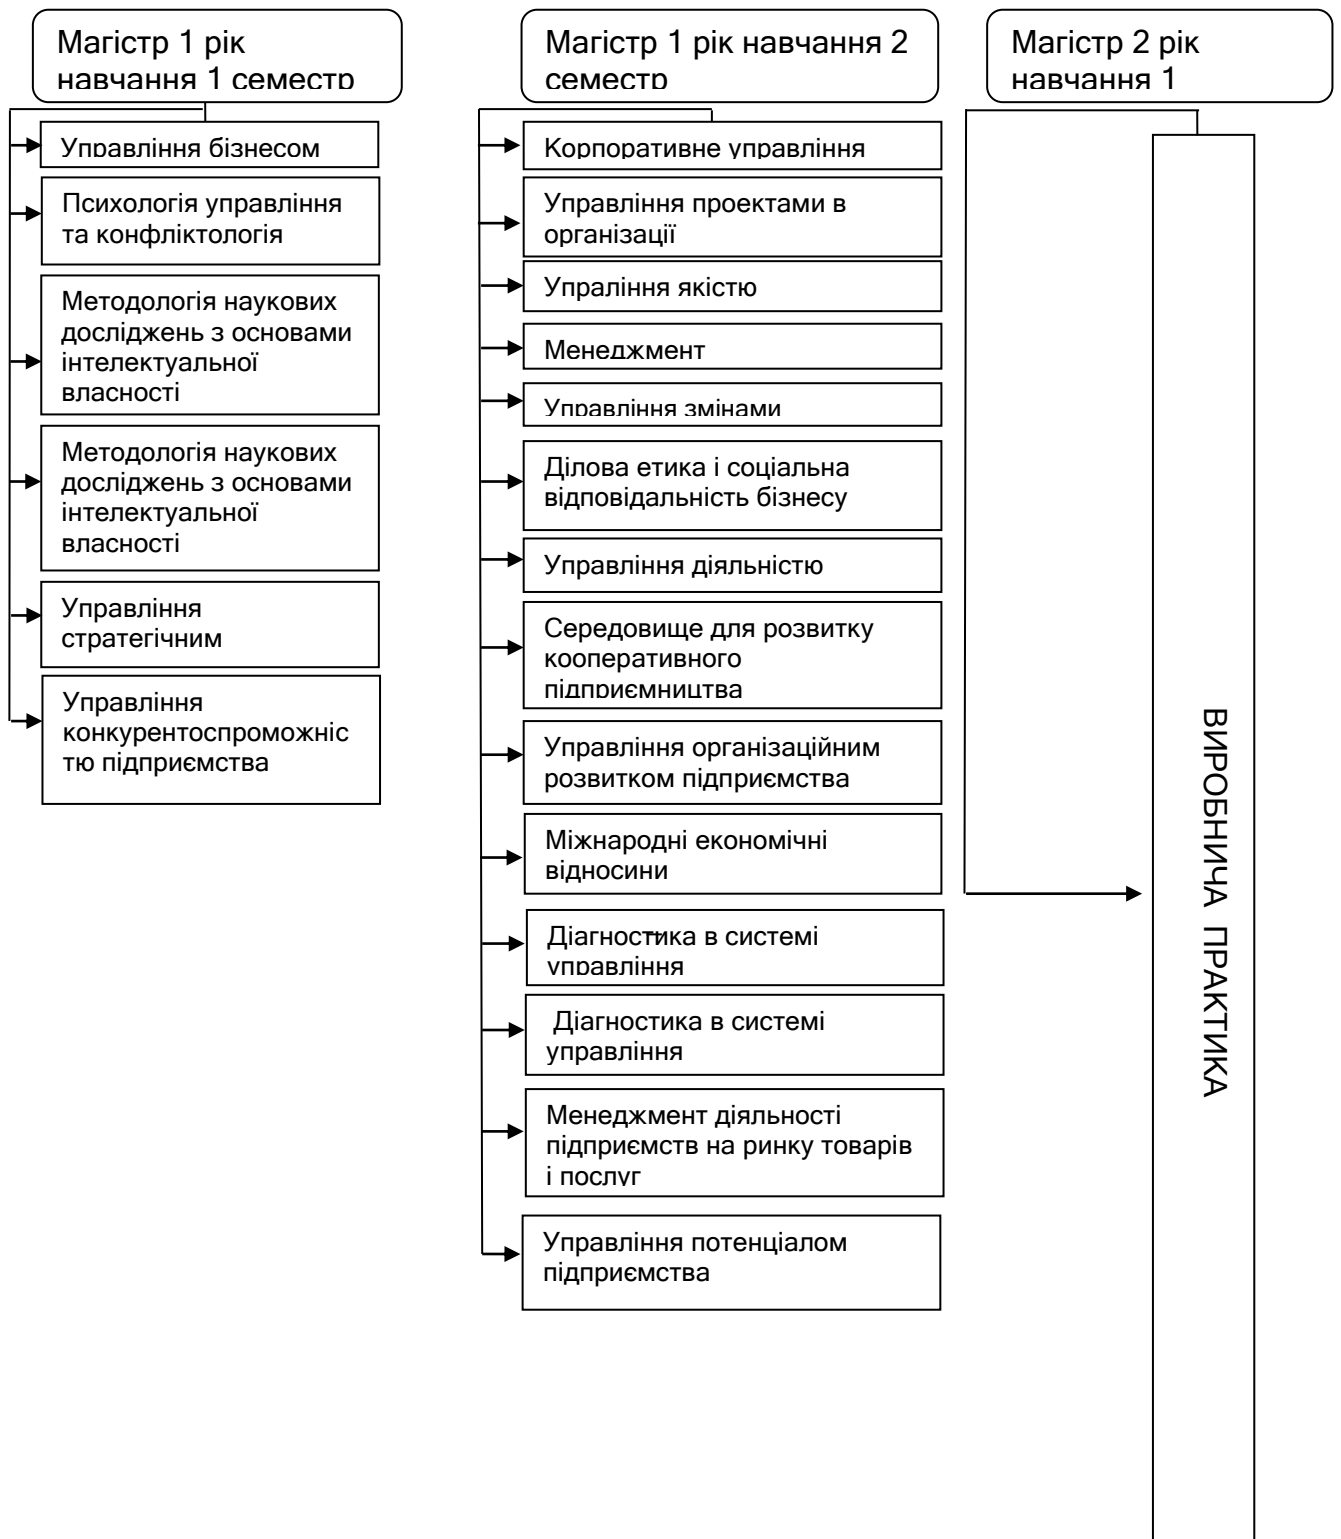 Магістр 1 рік
навчання 1 семестр
Управління бізнесом
Психологія управління
та конфліктологія
Методологія наукових
досліджень з основами
інтелектуальної
власності
Методологія наукових
досліджень з основами
інтелектуальної
власності
Управління
стратегічним
Управління
конкурентоспроможніс
тю підприємства
Магістр 1 рік навчання 2
семестр
Корпоративне управління
Управління проектами в
організації
Упраління якістю
Менеджмент
Управління змінами
Ділова етика і соціальна
відповідальність бізнесу
Управління діяльністю
Середовище для розвитку
кооперативного
підприємництва
Управління організаційним
розвитком підприємства
Міжнародні економічні
відносини
Діагностика в системі
управління
Діагностика в системі
управління
Менеджмент діяльності
підприємств на ринку товарів
і послуг
Управління потенціалом
підприємства
Магістр 2 рік
навчання 1
ВИРОБНИЧА ПРАКТИКА